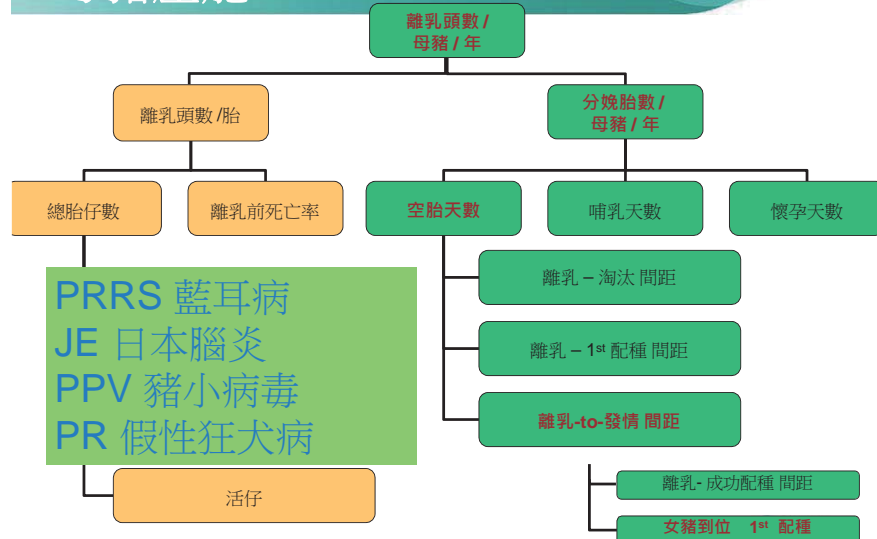 離乳頭數 /
母豬 / 年
離乳頭數 /胎
分娩胎數 /
母豬 / 年
總胎仔數
離乳前死亡率
空胎天數
哺乳天數
懷孕天數
PRRS 藍耳病
JE 日本腦炎
PPV 豬小病毒
PR 假性狂犬病
離乳 – 淘汰 間距
離乳 – 1st 配種 間距
離乳-to-發情 間距
活仔
離乳- 成功配種 間距
女豬到位 1st 配種